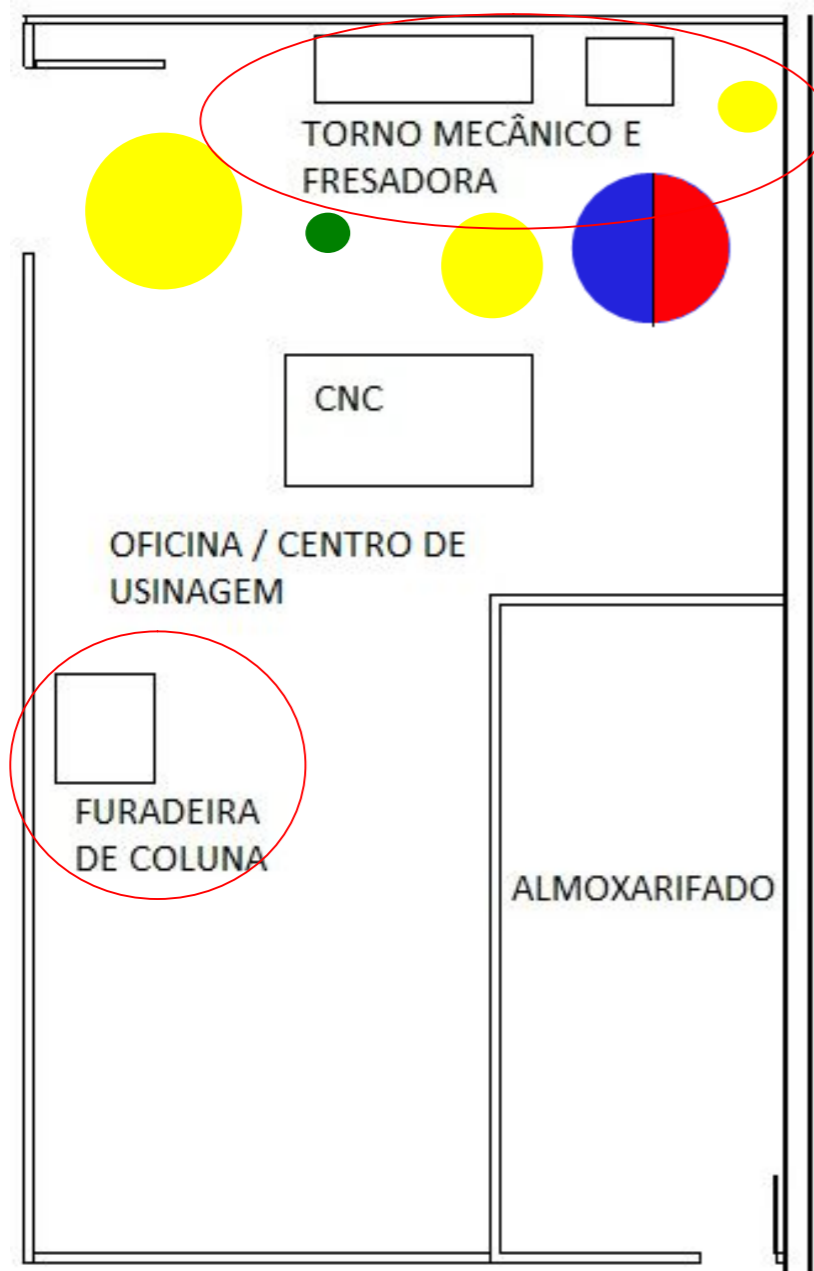 TORNO MECÂNICO E
FRESADORA
CNC
OFICINA / CENTRO DE
USINAGEM
FURADEIRA
DE COLUNA
ALMOXARIFADO